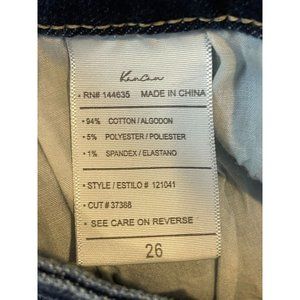 KanCan
• RN# 144635 MADE IN CHINA
• 94% COTTON / ALGODON
• 5% POLYESTER / POLIESTER
• 1% SPANDEX / ELASTANO
• STYLE / ESTILO # 121041
• CUT # 37388
• SEE CARE ON REVERSE
26